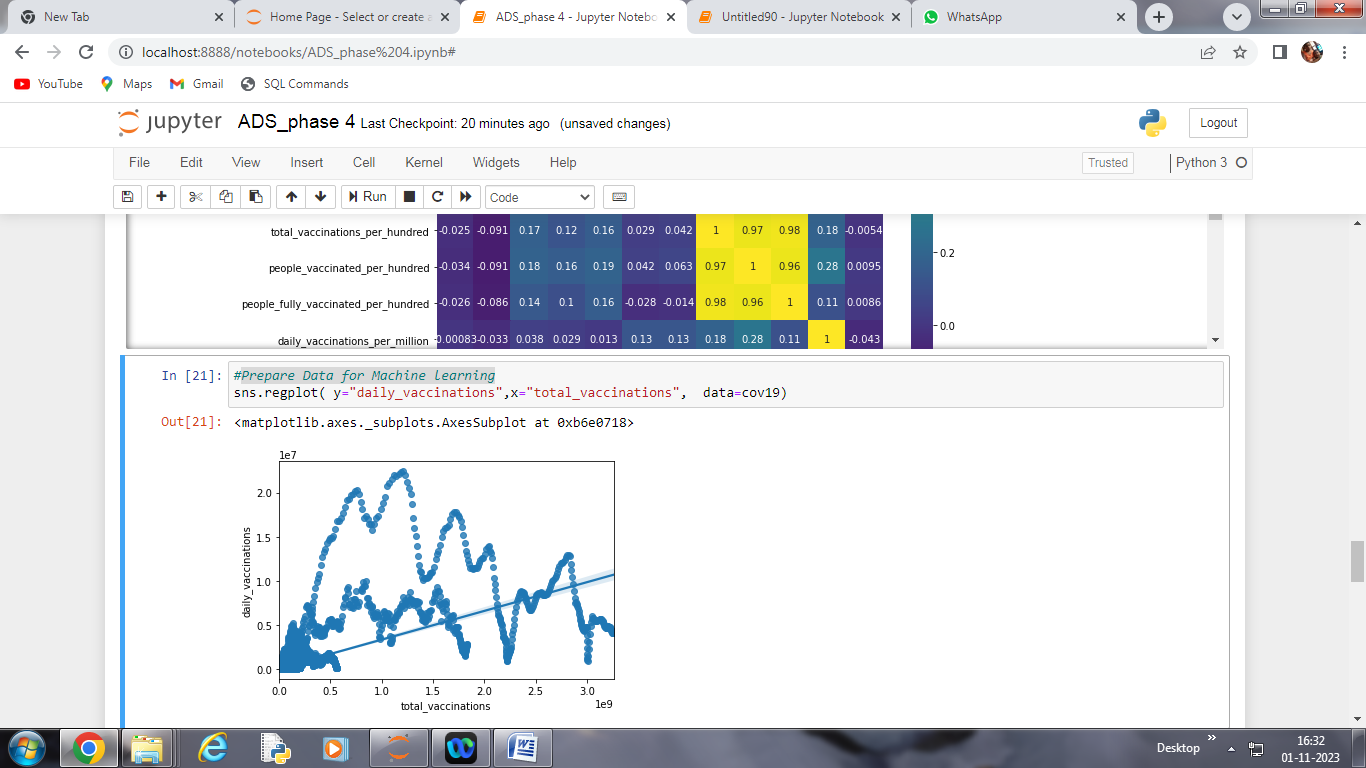 New Tab
Home Page - Select or create a
ADS_phase 4 - Jupyter Notebo
Untitled90 - Jupyter Notebook
WhatsApp
localhost:8888/notebooks/ADS_phase%204.ipynb#
YouTube Maps Gmail SQL Commands
jupyter ADS_phase 4 Last Checkpoint: 20 minutes ago (unsaved changes) Logout
File Edit View Insert Cell Kernel Widgets Help Trusted Python 3
Run Code
total_vaccinations_per_hundred -0.025 -0.091 0.17 0.12 0.16 0.029 0.042 1 0.97 0.98 0.18 -0.0054
people_vaccinated_per_hundred -0.034 -0.091 0.18 0.16 0.19 0.042 0.063 0.97 1 0.96 0.28 0.0095
people_fully_vaccinated_per_hundred -0.026 -0.086 0.14 0.1 0.16 -0.028 -0.014 0.98 0.96 1 0.11 0.0086
daily_vaccinations_per_million 0.00083 -0.033 0.038 0.029 0.013 0.13 0.13 0.18 0.28 0.11 1 -0.043
0.2
0.0
In [21]: #Prepare Data for Machine learning
sns.regplot( y="daily_vaccinations",x="total_vaccinations",  data=cov19)
Out[21]: <matplotlib.axes._subplots.AxesSubplot at 0xb6e0718>
1e7
2.0
1.5
1.0
0.5
0.0
daily_vaccinations
0.0 0.5 1.0 1.5 2.0 2.5 3.0
total_vaccinations
1e9
Desktop
16:32
01-11-2023